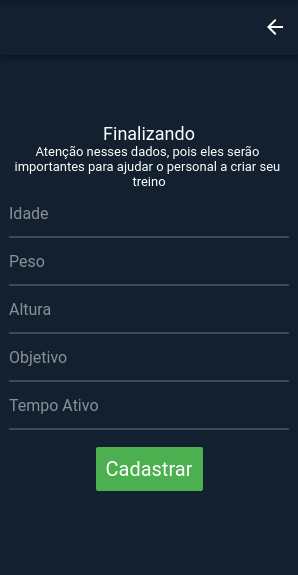 Finalizando
Atenção nesses dados, pois eles serão
importantes para ajudar o personal a criar seu
treino
Idade
Peso
Altura
Objetivo
Tempo Ativo
Cadastrar